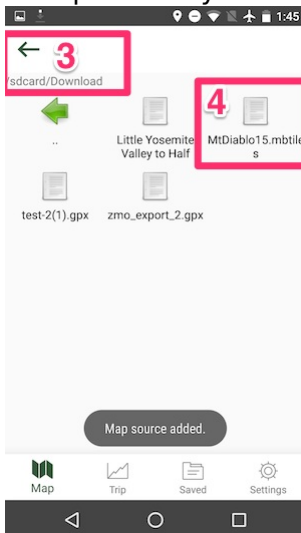 1:45
3
/sdcard/Download
4
..
Little Yosemite
Valley to Half
MtDiablo15.mbtile
s
test-2(1).gpx
zmo_export_2.gpx
Map source added.
Map
Trip
Saved
Settings